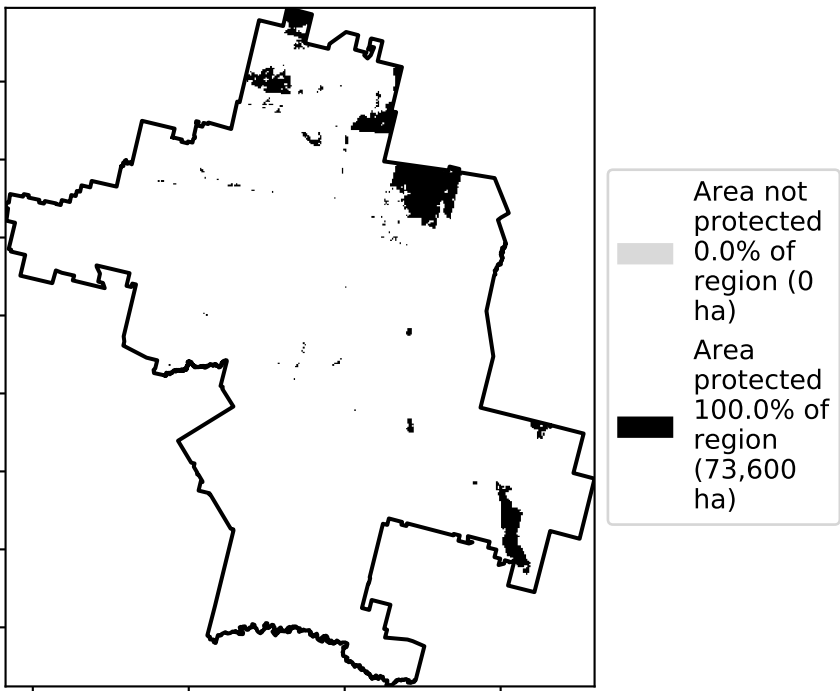 Area not
protected
0.0% of
region (0
ha)
Area
protected
100.0% of
region
(73,600
ha)